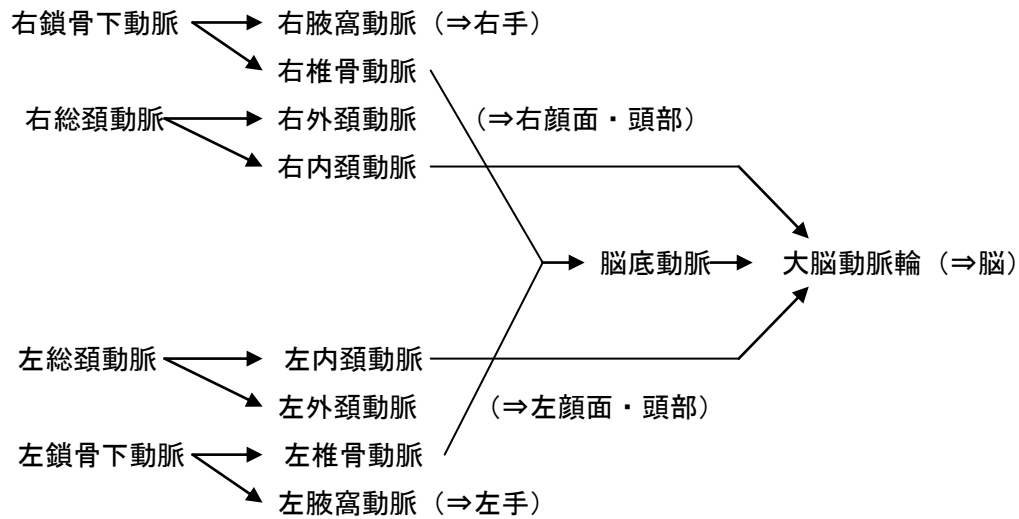 右鎖骨下動脈 右腋窩動脈（⇒右手）
右椎骨動脈
右総頚動脈 右外頚動脈 （⇒右顔面・頭部）
右内頚動脈
脳底動脈 大脳動脈輪（⇒脳）
左総頚動脈 左内頚動脈
左外頚動脈 （⇒左顔面・頭部）
左鎖骨下動脈 左椎骨動脈
左腋窩動脈（⇒左手）